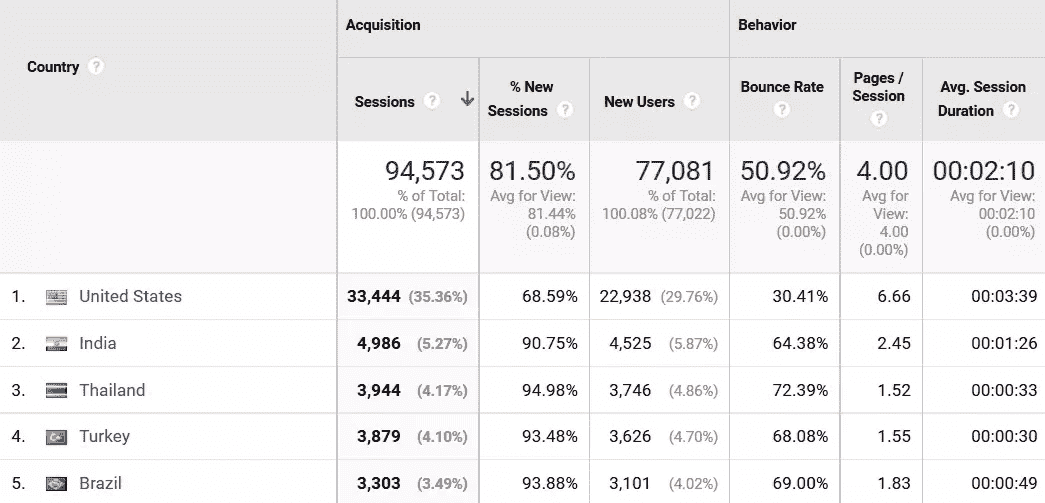 Acquisition Behavior
Country ?
Sessions ? ↓ % New Sessions ? New Users ? Bounce Rate ? Pages / Session ? Avg. Session Duration ?
94,573 81.50% 77,081 50.92% 4.00 00:02:10
% of Total: 100.00% (94,573) Avg for View: 81.44% (0.08%) % of Total: 100.08% (77,022) Avg for View: 50.92% (0.00%) Avg for View: 4.00 (0.00%) Avg for View: 00:02:10 (0.00%)
1. United States 33,444 (35.36%) 68.59% 22,938 (29.76%) 30.41% 6.66 00:03:39
2. India 4,986 (5.27%) 90.75% 4,525 (5.87%) 64.38% 2.45 00:01:26
3. Thailand 3,944 (4.17%) 94.98% 3,746 (4.86%) 72.39% 1.52 00:00:33
4. Turkey 3,879 (4.10%) 93.48% 3,626 (4.70%) 68.08% 1.55 00:00:30
5. Brazil 3,303 (3.49%) 93.88% 3,101 (4.02%) 69.00% 1.83 00:00:49